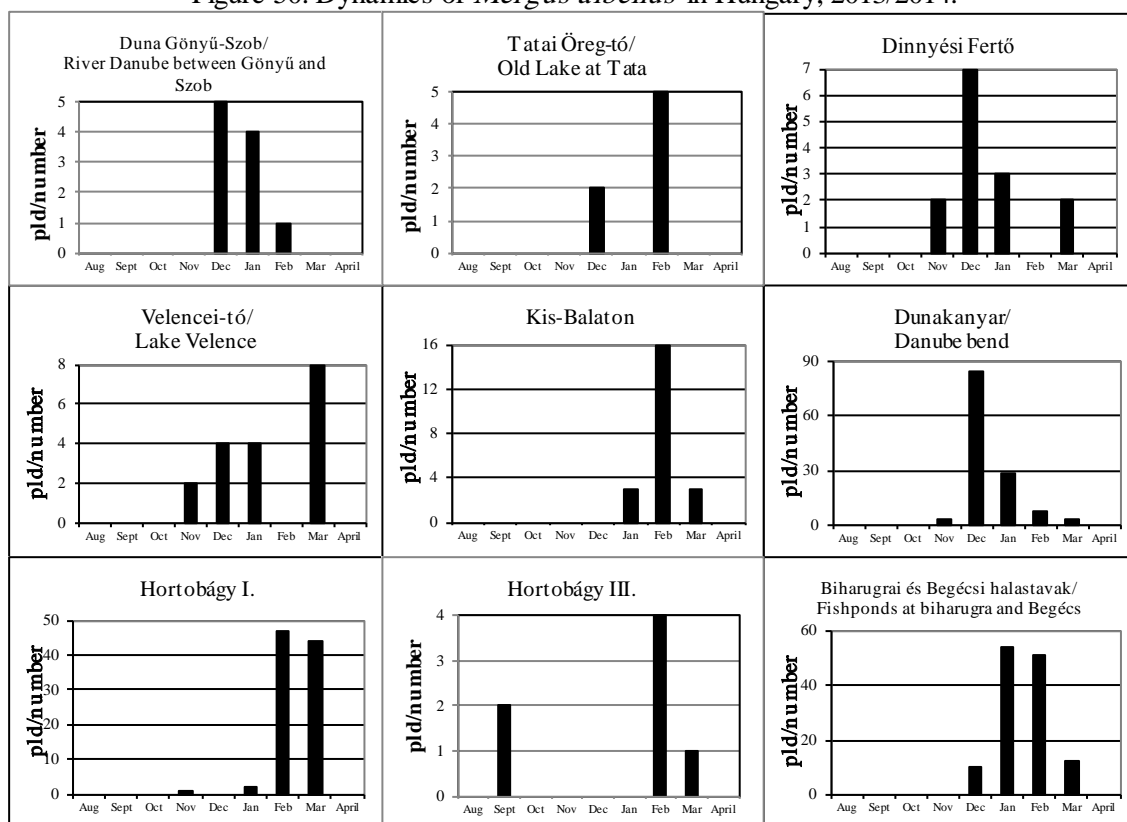 Figure Dynamics of Mergus albellus in Hungary, 2013/2014.
Duna Gönyű-Szob/
River Danube between Gönyű and
Szob
pld/number
5
4
3
2
1
0
Aug Sept Oct Nov Dec Jan Feb Mar April
Tatai Öreg-tó/
Old Lake at Tata
pld/number
5
4
3
2
1
0
Aug Sept Oct Nov Dec Jan Feb Mar April
Dinnyési Fertő
pld/number
7
6
5
4
3
2
1
0
Aug Sept Oct Nov Dec Jan Feb Mar April
Velencei-tó/
Lake Velence
pld/number
8
6
4
2
0
Aug Sept Oct Nov Dec Jan Feb Mar April
Kis-Balaton
pld/number
16
12
8
4
0
Aug Sept Oct Nov Dec Jan Feb Mar April
Dunakanyar/
Danube bend
pld/number
90
60
30
0
Aug Sept Oct Nov Dec Jan Feb Mar April
Hortobágy I.
pld/number
50
40
30
20
10
0
Aug Sept Oct Nov Dec Jan Feb Mar April
Hortobágy III.
pld/number
4
3
2
1
0
Aug Sept Oct Nov Dec Jan Feb Mar April
Biharugrai és Begécsi halastavak/
Fishponds at biharugra and Begécs
pld/number
60
40
20
0
Aug Sept Oct Nov Dec Jan Feb Mar April